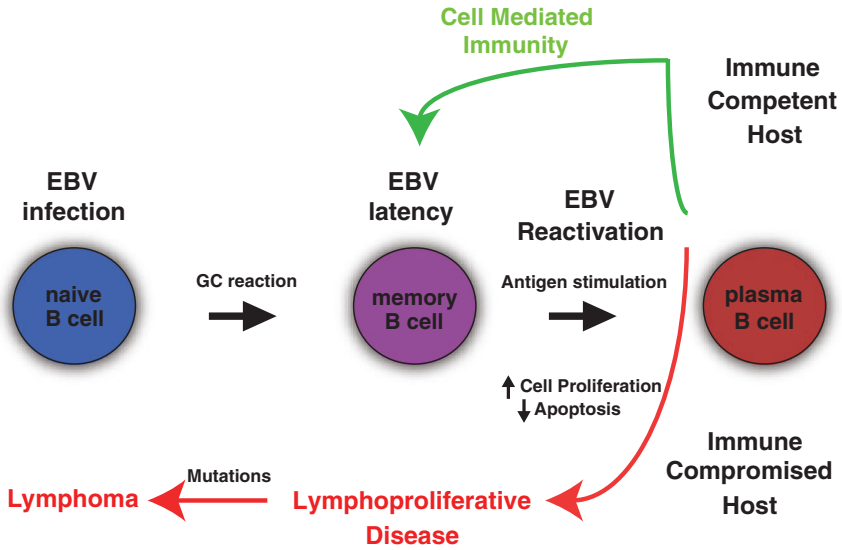 Cell Mediated
Immunity
Immune
Competent
Host
EBV
infection
EBV
latency
EBV
Reactivation
naive
B cell
GC reaction
memory
B cell
Antigen stimulation
plasma
B cell
Cell Proliferation
Apoptosis
Immune
Compromised
Host
Lymphoma
Mutations
Lymphoproliferative
Disease